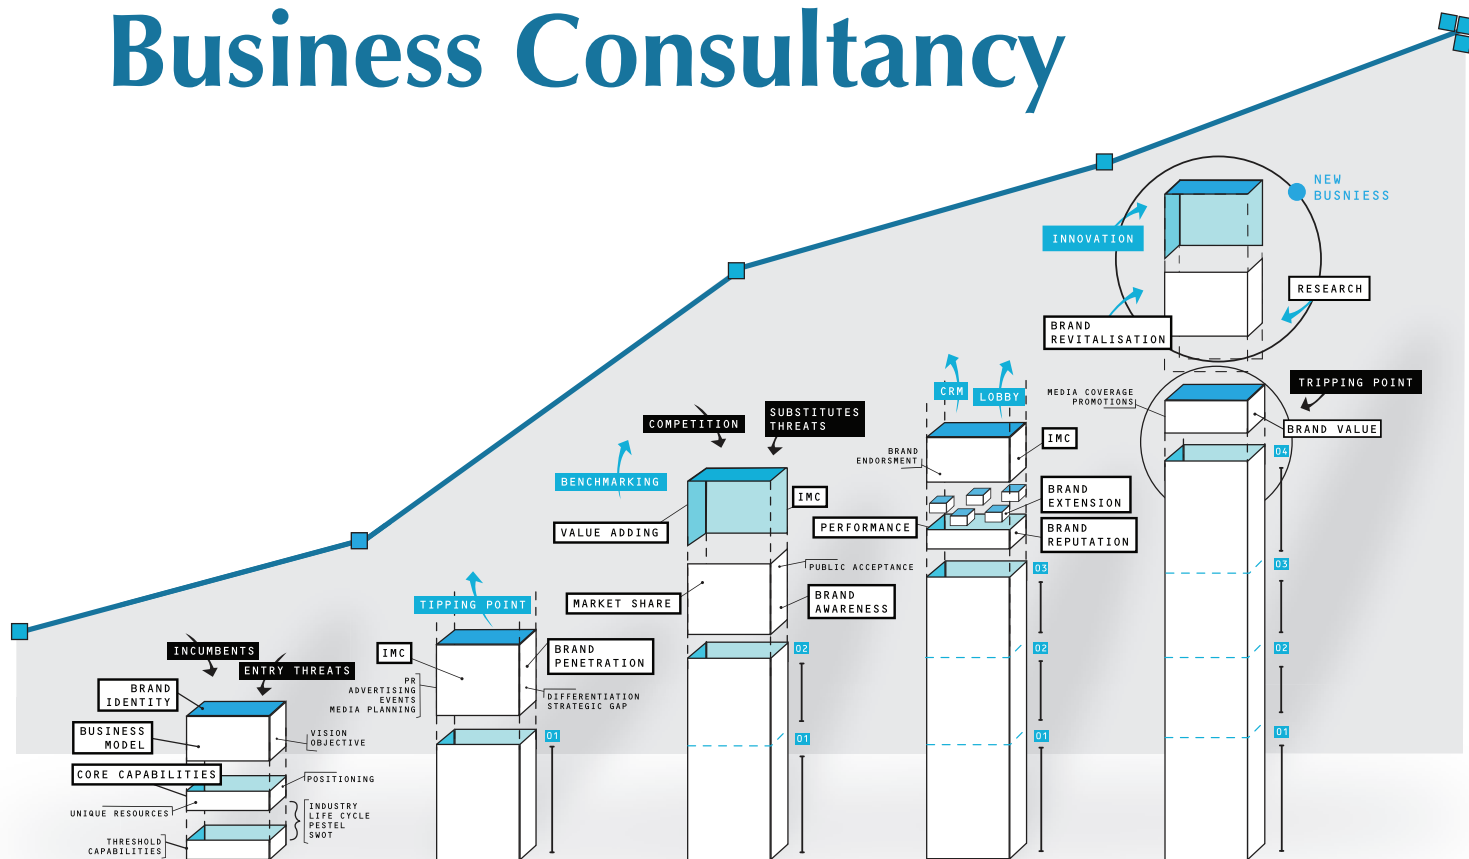 Business Consultancy
INCUMBENTS
ENTRY THREATS
BRAND
IDENTITY
BUSINESS
MODEL
VISION
OBJECTIVE
CORE CAPABILITIES
POSITIONING
UNIQUE RESOURCES
INDUSTRY
LIFE CYCLE
PESTEL
SWOT
THRESHOLD
CAPABILITIES
TIPPING POINT
IMC
BRAND
PENETRATION
PR
ADVERTISING
EVENTS
MEDIA PLANNING
DIFFERENTIATION
STRATEGIC GAP
01
COMPETITION
SUBSTITUTES
THREATS
BENCHMARKING
IMC
VALUE ADDING
PUBLIC ACCEPTANCE
MARKET SHARE
BRAND
AWARENESS
02
01
CRM
LOBBY
IMC
BRAND
ENDORSMENT
BRAND
EXTENSION
PERFORMANCE
BRAND
REPUTATION
03
02
01
NEW
BUSNIESS
INNOVATION
RESEARCH
BRAND
REVITALISATION
TRIPPING POINT
MEDIA COVERAGE
PROMOTIONS
BRAND VALUE
04
03
02
01